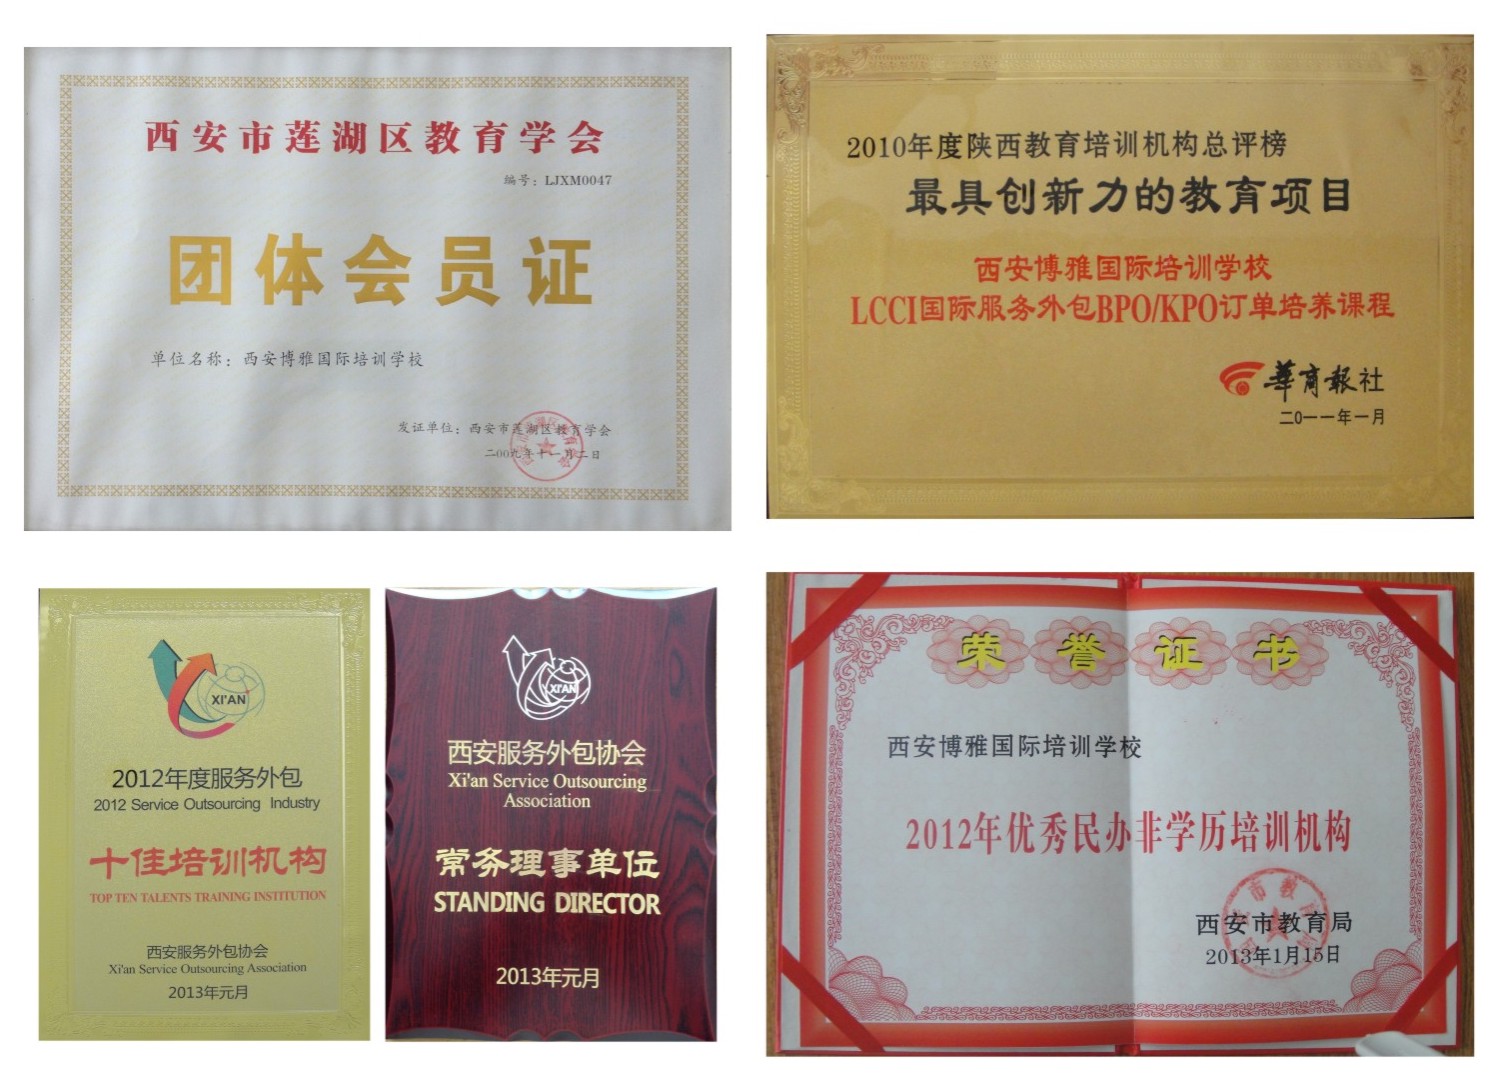 西安市莲湖区教育学会
编号：LJXM0047
团体会员证
单位名称：西安博雅国际培训学校
发证单位：西安市莲湖区教育学会
二00九年十一月二日
2010年度陕西教育培训机构总评榜
最具创新力的教育项目
西安博雅国际培训学校
LCCI国际服务外包BPO/KPO订单培养课程
華商報社
二0一一年一月
XI'AN
2012年度服务外包
2012 Service Outsourcing Industry
十佳培训机构
TOP TEN TALENTS TRAINING INSTITUTION
西安服务外包协会
Xi'an Service Outsourcing Association
2013年元月
XI'AN
西安服务外包协会
Xi'an Service Outsourcing
Association
常务理事单位
STANDING DIRECTOR
2013年元月
荣誉证书
西安博雅国际培训学校
2012年优秀民办非学历培训机构
西安市教育局
2013年1月15日